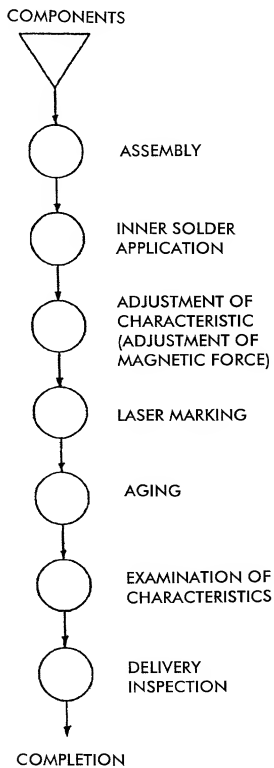 COMPONENTS
ASSEMBLY
INNER SOLDER
APPLICATION
ADJUSTMENT OF
CHARACTERISTIC
(ADJUSTMENT OF
MAGNETIC FORCE)
LASER MARKING
AGING
EXAMINATION OF
CHARACTERISTICS
DELIVERY
INSPECTION
COMPLETION